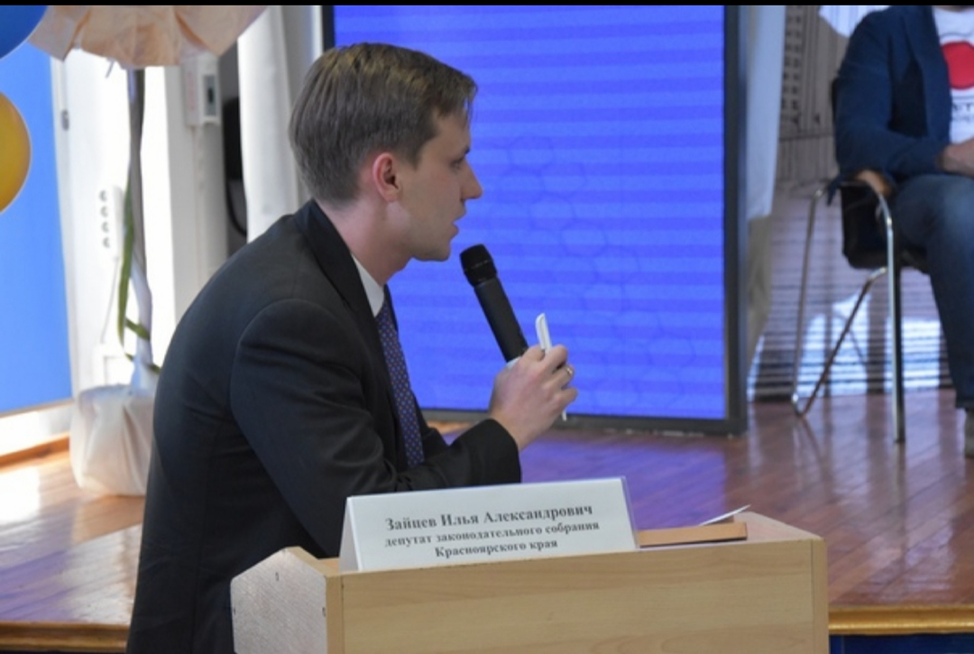 Зайцев Илья Александрович
депутат законодательного собрания
Красноярского края